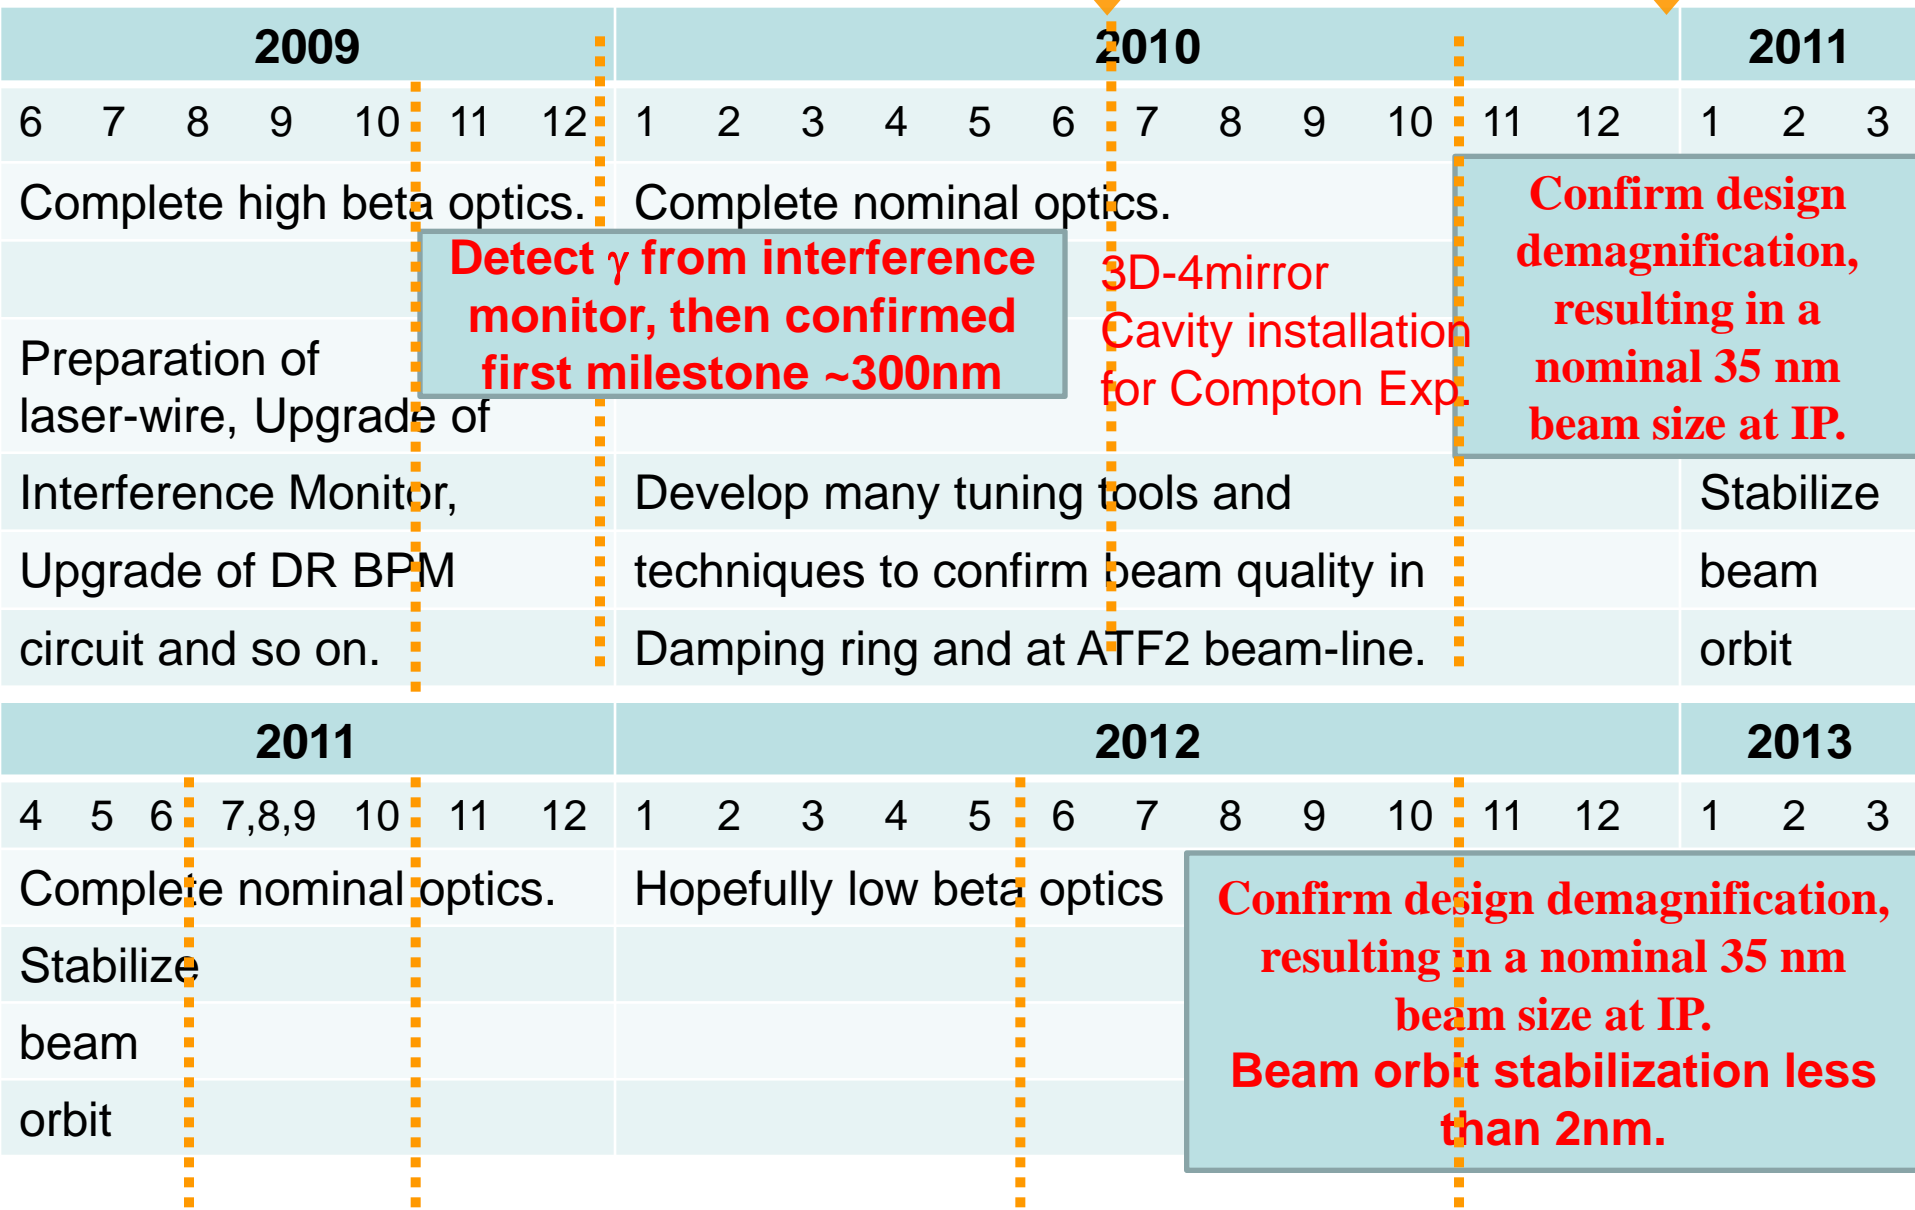 2009 2010 2011
6 7 8 9 10 11 12 1 2 3 4 5 6 7 8 9 10 11 12 1 2 3
Complete high beta optics.
Complete nominal optics.
Detect γ from interference
monitor, then confirmed
first milestone ~300nm
3D-4mirror
Cavity installation
for Compton Exp.
Confirm design
demagnification,
resulting in a
nominal 35 nm
beam size at IP.
Preparation of
laser-wire, Upgrade of
Interference Monitor,
Upgrade of DR BPM
circuit and so on.
Develop many tuning tools and
techniques to confirm beam quality in
Damping ring and at ATF2 beam-line.
Stabilize
beam
orbit
2011 2012 2013
4 5 6 7,8,9 10 11 12 1 2 3 4 5 6 7 8 9 10 11 12 1 2 3
Complete nominal optics.
Hopefully low beta optics
Stabilize
beam
orbit
Confirm design demagnification,
resulting in a nominal 35 nm
beam size at IP.
Beam orbit stabilization less
than 2nm.